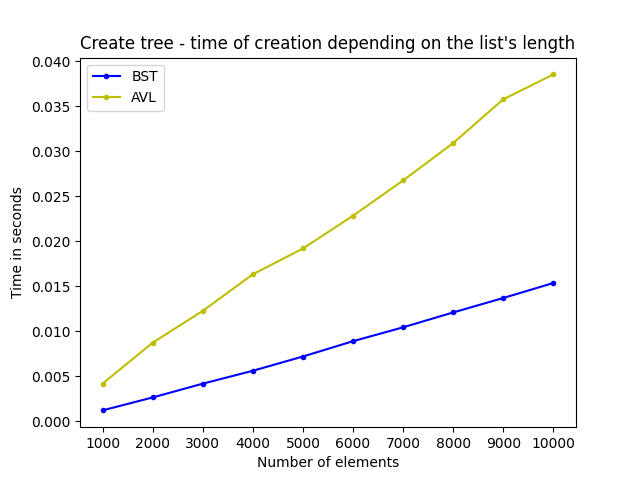 Create tree - time of creation depending on the list's length
BST
AVL
0.040
0.035
0.030
0.025
0.020
0.015
0.010
0.005
0.000
Time in seconds
1000 2000 3000 4000 5000 6000 7000 8000 9000 10000
Number of elements